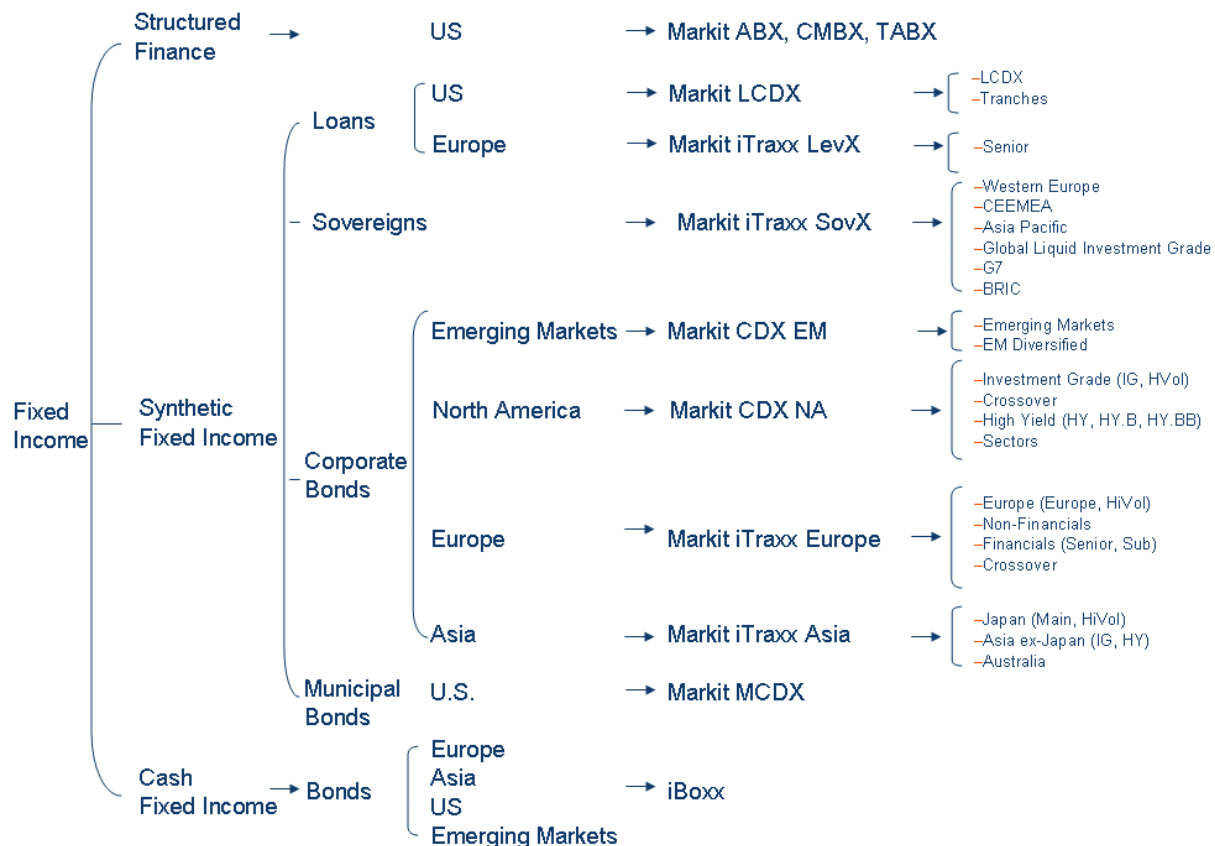 Structured
Finance
US
Markit ABX, CMBX, TABX
Loans
US
Markit LCDX
–LCDX
–Tranches
Europe
Markit iTraxx LevX
–Senior
Sovereigns
Markit iTraxx SovX
–Western Europe
–CEEMEA
–Asia Pacific
–Global Liquid Investment Grade
–G7
–BRIC
Fixed
Income
Synthetic
Fixed Income
Corporate
Bonds
Emerging Markets
Markit CDX EM
–Emerging Markets
–EM Diversified
North America
Markit CDX NA
–Investment Grade (IG, HVol)
–Crossover
–High Yield (HY, HY.B, HY.BB)
–Sectors
Europe
Markit iTraxx Europe
–Europe (Europe, HiVol)
–Non-Financials
–Financials (Senior, Sub)
–Crossover
Asia
Markit iTraxx Asia
–Japan (Main, HiVol)
–Asia ex-Japan (IG, HY)
–Australia
Municipal
Bonds
U.S.
Markit MCDX
Cash
Fixed Income
Bonds
Europe
Asia
US
Emerging Markets
iBoxx